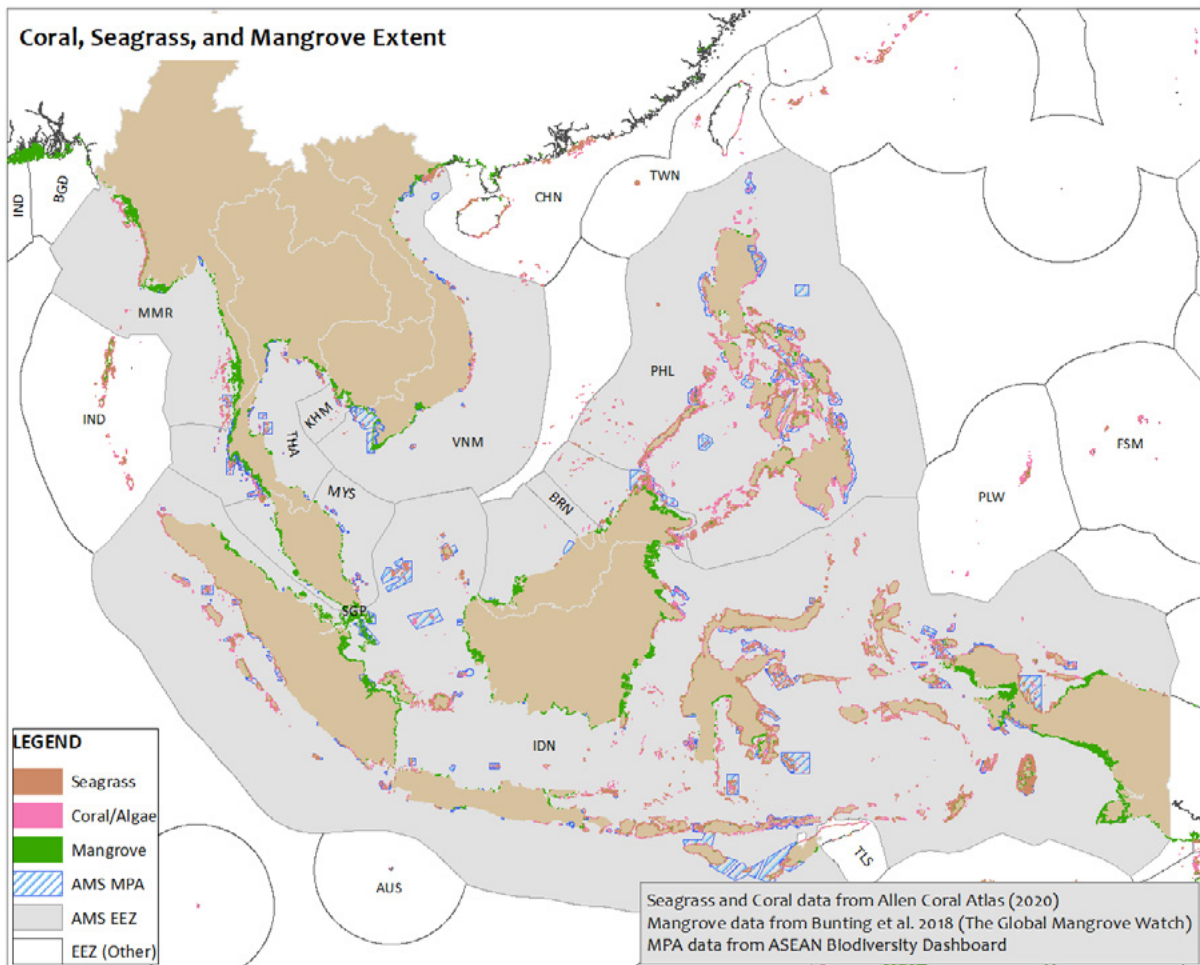 Coral, Seagrass, and Mangrove Extent
IND
BGD
CHN
TWN
MMR
PHL
IND
THA
KHM
VNM
FSM
MYS
BRN
PLW
SGP
IDN
TLS
AUS
LEGEND
Seagrass
Coral/Algae
Mangrove
AMS MPA
AMS EEZ
EEZ (Other)
Seagrass and Coral data from Allen Coral Atlas (2020)
Mangrove data from Bunting et al. 2018 (The Global Mangrove Watch)
MPA data from ASEAN Biodiversity Dashboard